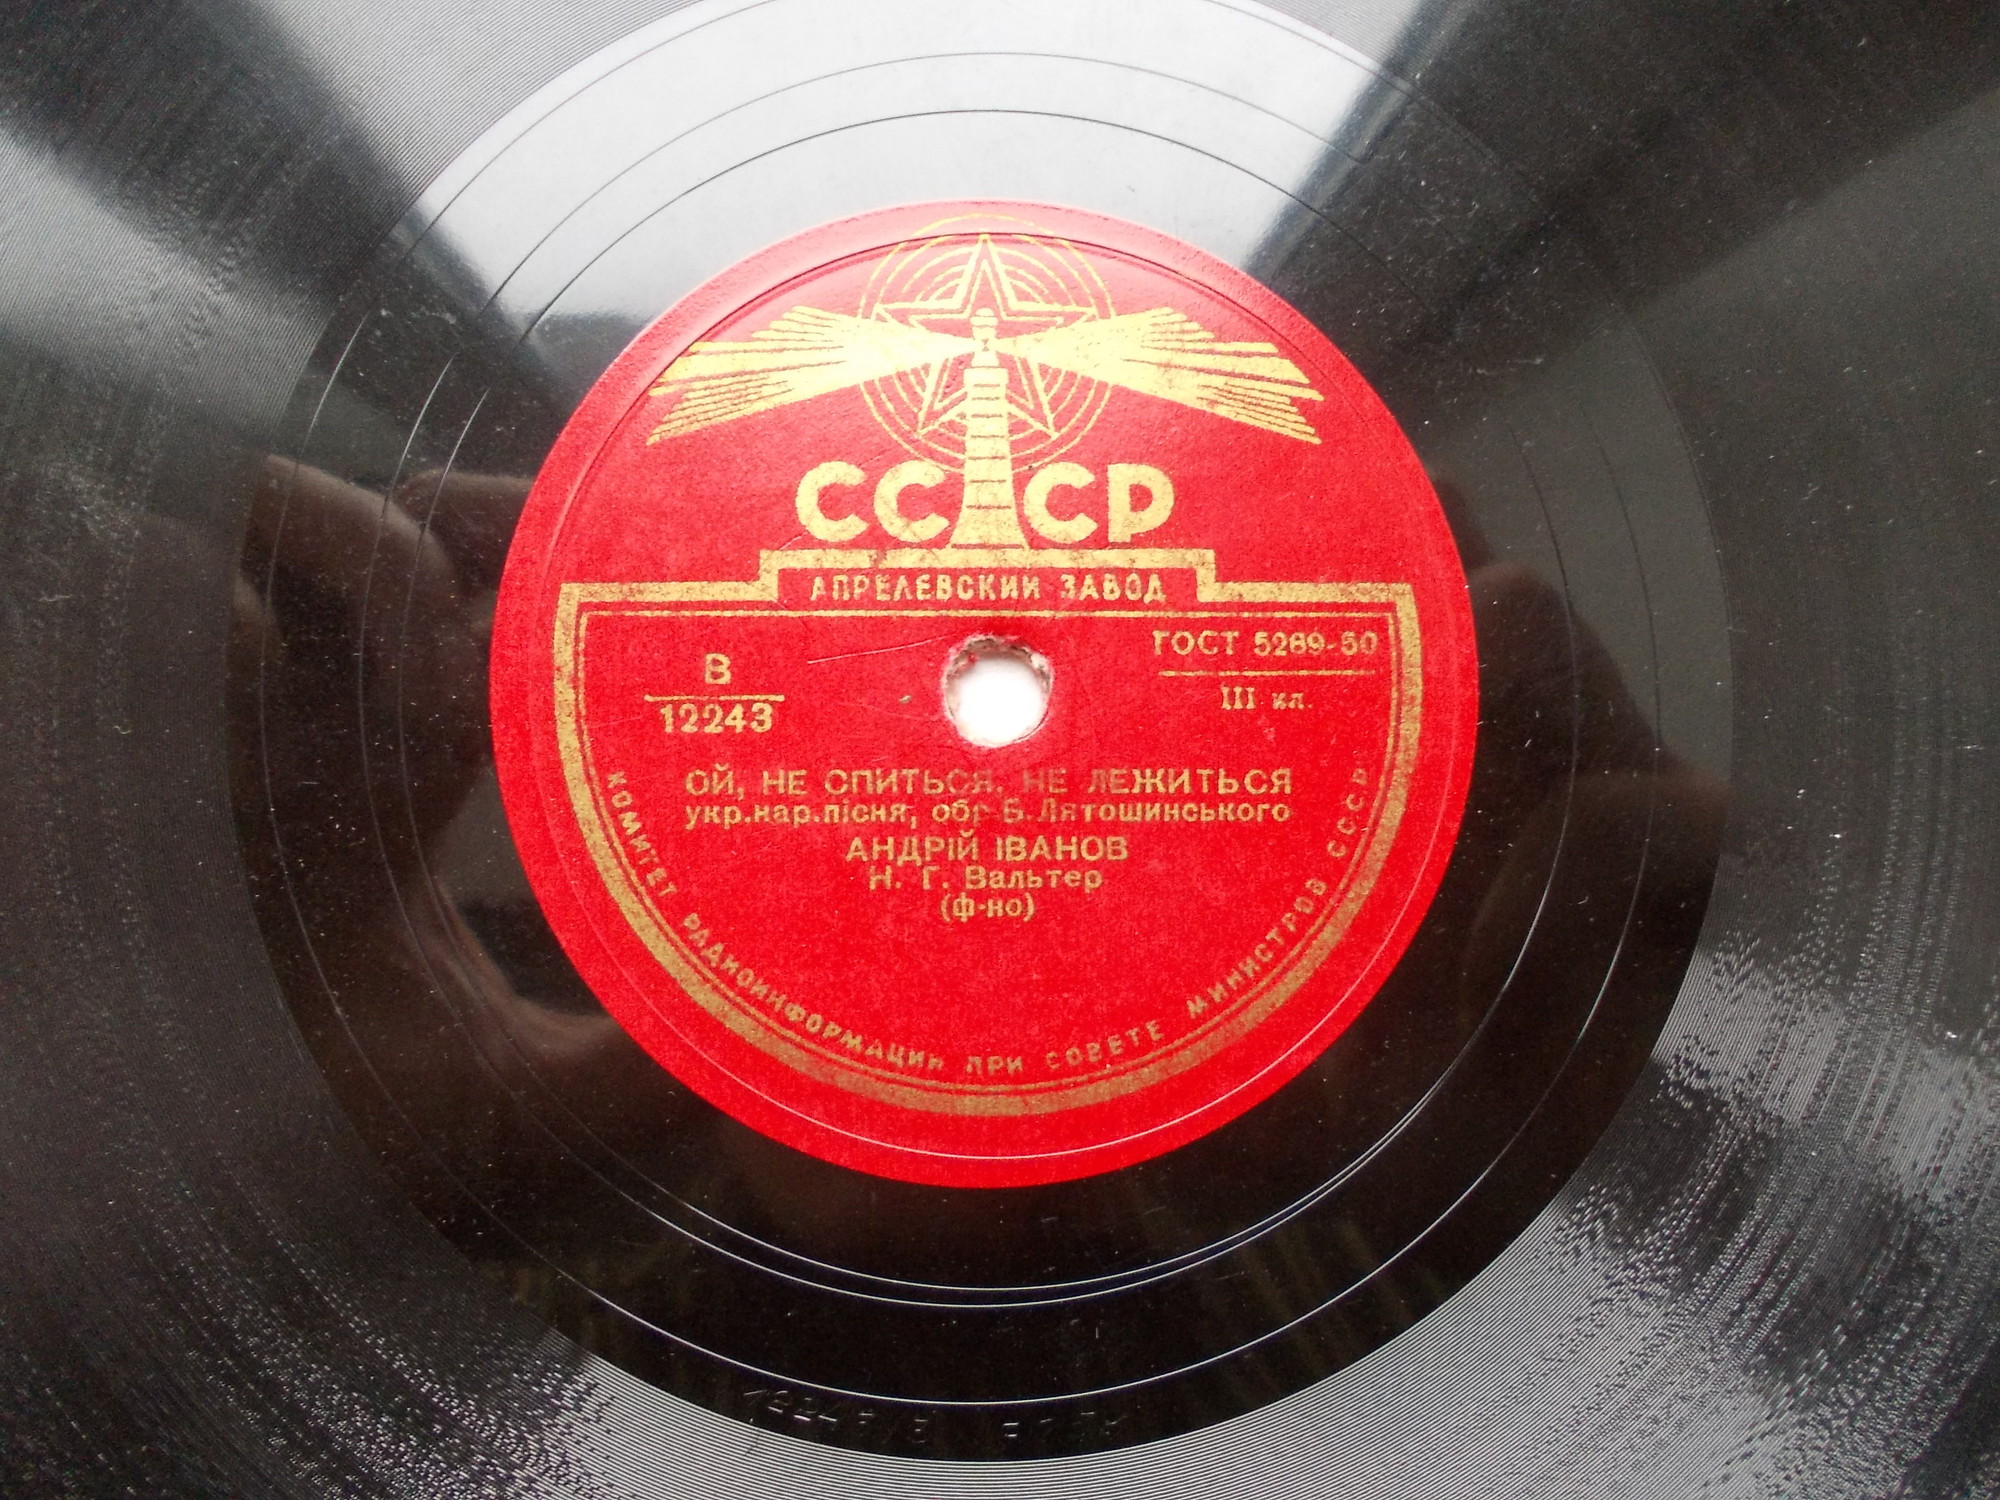 СССР
АПРЕЛЕВСКИЙ ЗАВОД
ГОСТ 5289-50
III кл.
В
12243
ОЙ, НЕ СПИТЬСЯ, НЕ ЛЕЖИТЬСЯ
укр.нар.пісня, обр. Б. Лятошинського
АНДРІЙ ІВАНОВ
Н. Г. Вальтер
(ф-но)
КОМИТЕТ РАДИОИНФОРМАЦИИ ПРИ СОВЕТЕ МИНИСТРОВ СССР